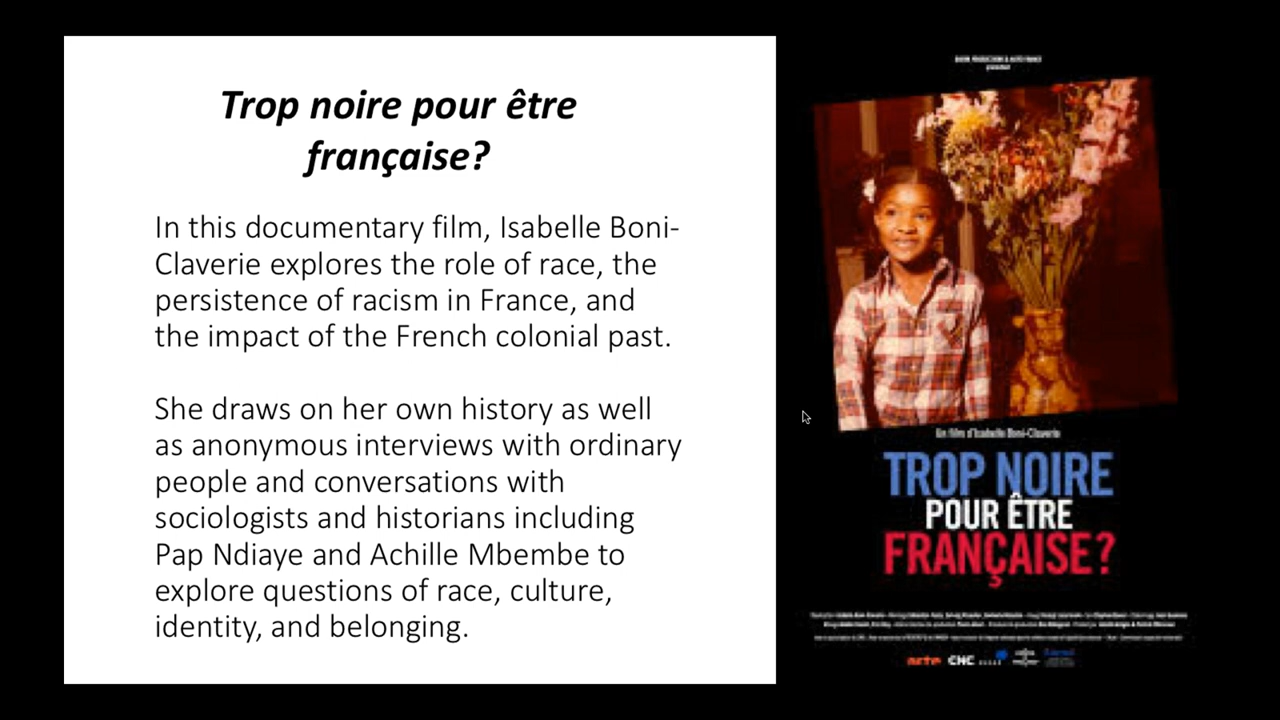 Trop noire pour être
française?
In this documentary film, Isabelle Boni-
Claverie explores the role of race, the
persistence of racism in France, and
the impact of the French colonial past.
She draws on her own history as well
as anonymous interviews with ordinary
people and conversations with
sociologists and historians including
Pap Ndiaye and Achille Mbembe to
explore questions of race, culture,
identity, and belonging.
Un film d'Isabelle Boni-Claverie
TROP NOIRE
POUR ÊTRE
FRANÇAISE?
arte CNC